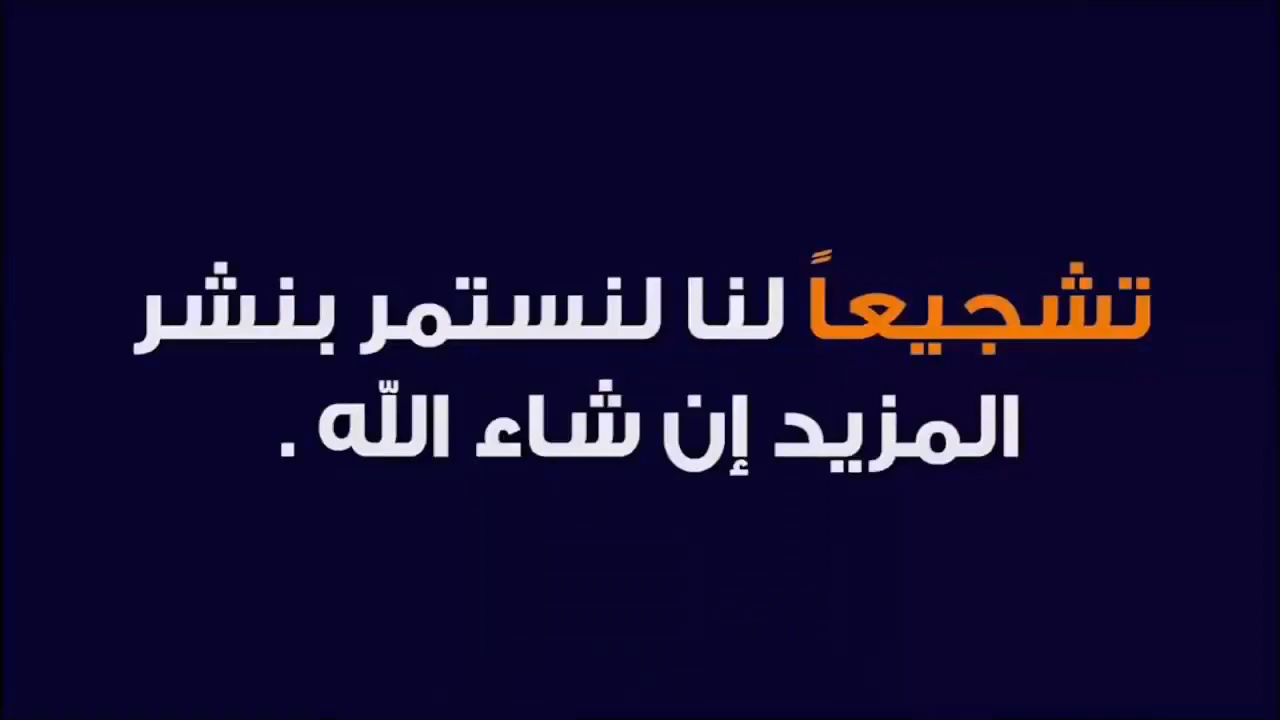 تشجيعاً لنا لنستمر بنشر
المزيد إن شاء الله .